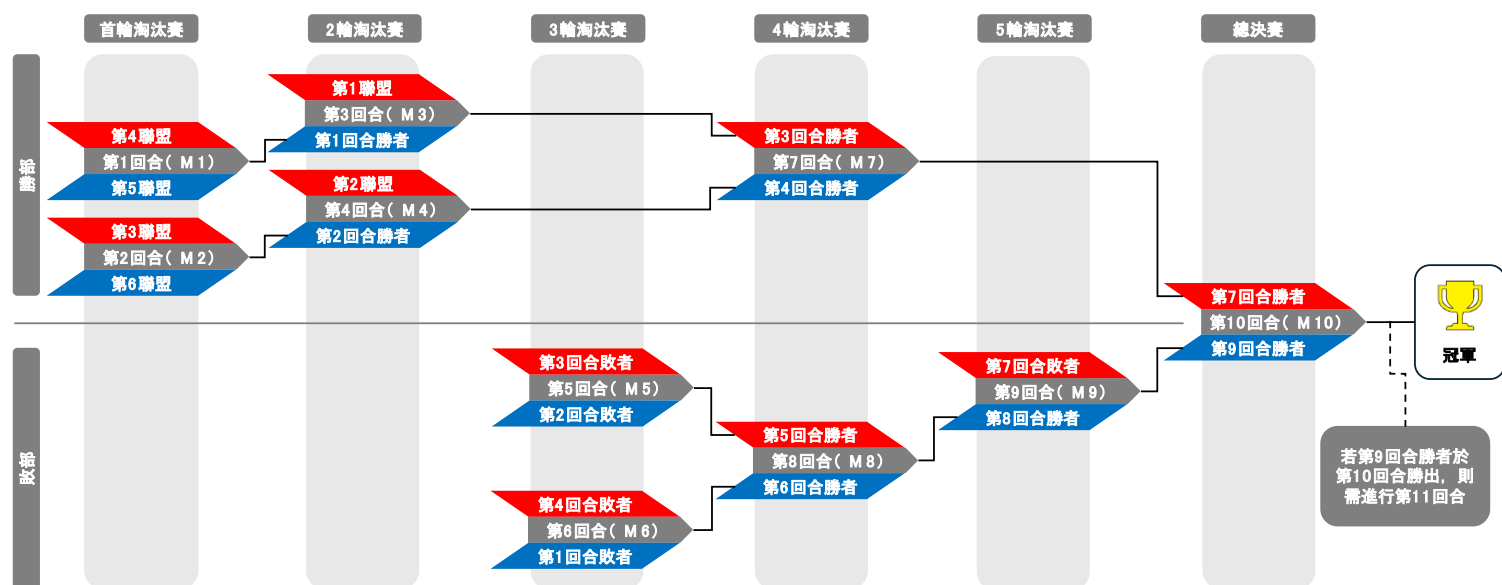 首輪淘汰賽
2輪淘汰賽
3輪淘汰賽
4輪淘汰賽
5輪淘汰賽
總決賽
勝部
第4聯盟
第1回合( M 1)
第5聯盟
第3聯盟
第2回合( M 2)
第6聯盟
第1聯盟
第3回合( M 3)
第1回合勝者
第2聯盟
第4回合( M 4)
第2回合勝者
第3回合勝者
第7回合( M 7)
第4回合勝者
第7回合勝者
第10回合( M 10)
第9回合勝者
冠軍
敗部
第3回合敗者
第5回合( M 5)
第2回合敗者
第4回合敗者
第6回合( M 6)
第1回合敗者
第5回合勝者
第8回合( M 8)
第6回合勝者
第7回合敗者
第9回合( M 9)
第8回合勝者
若第9回合勝者於
第10回合勝出，則
需進行第11回合